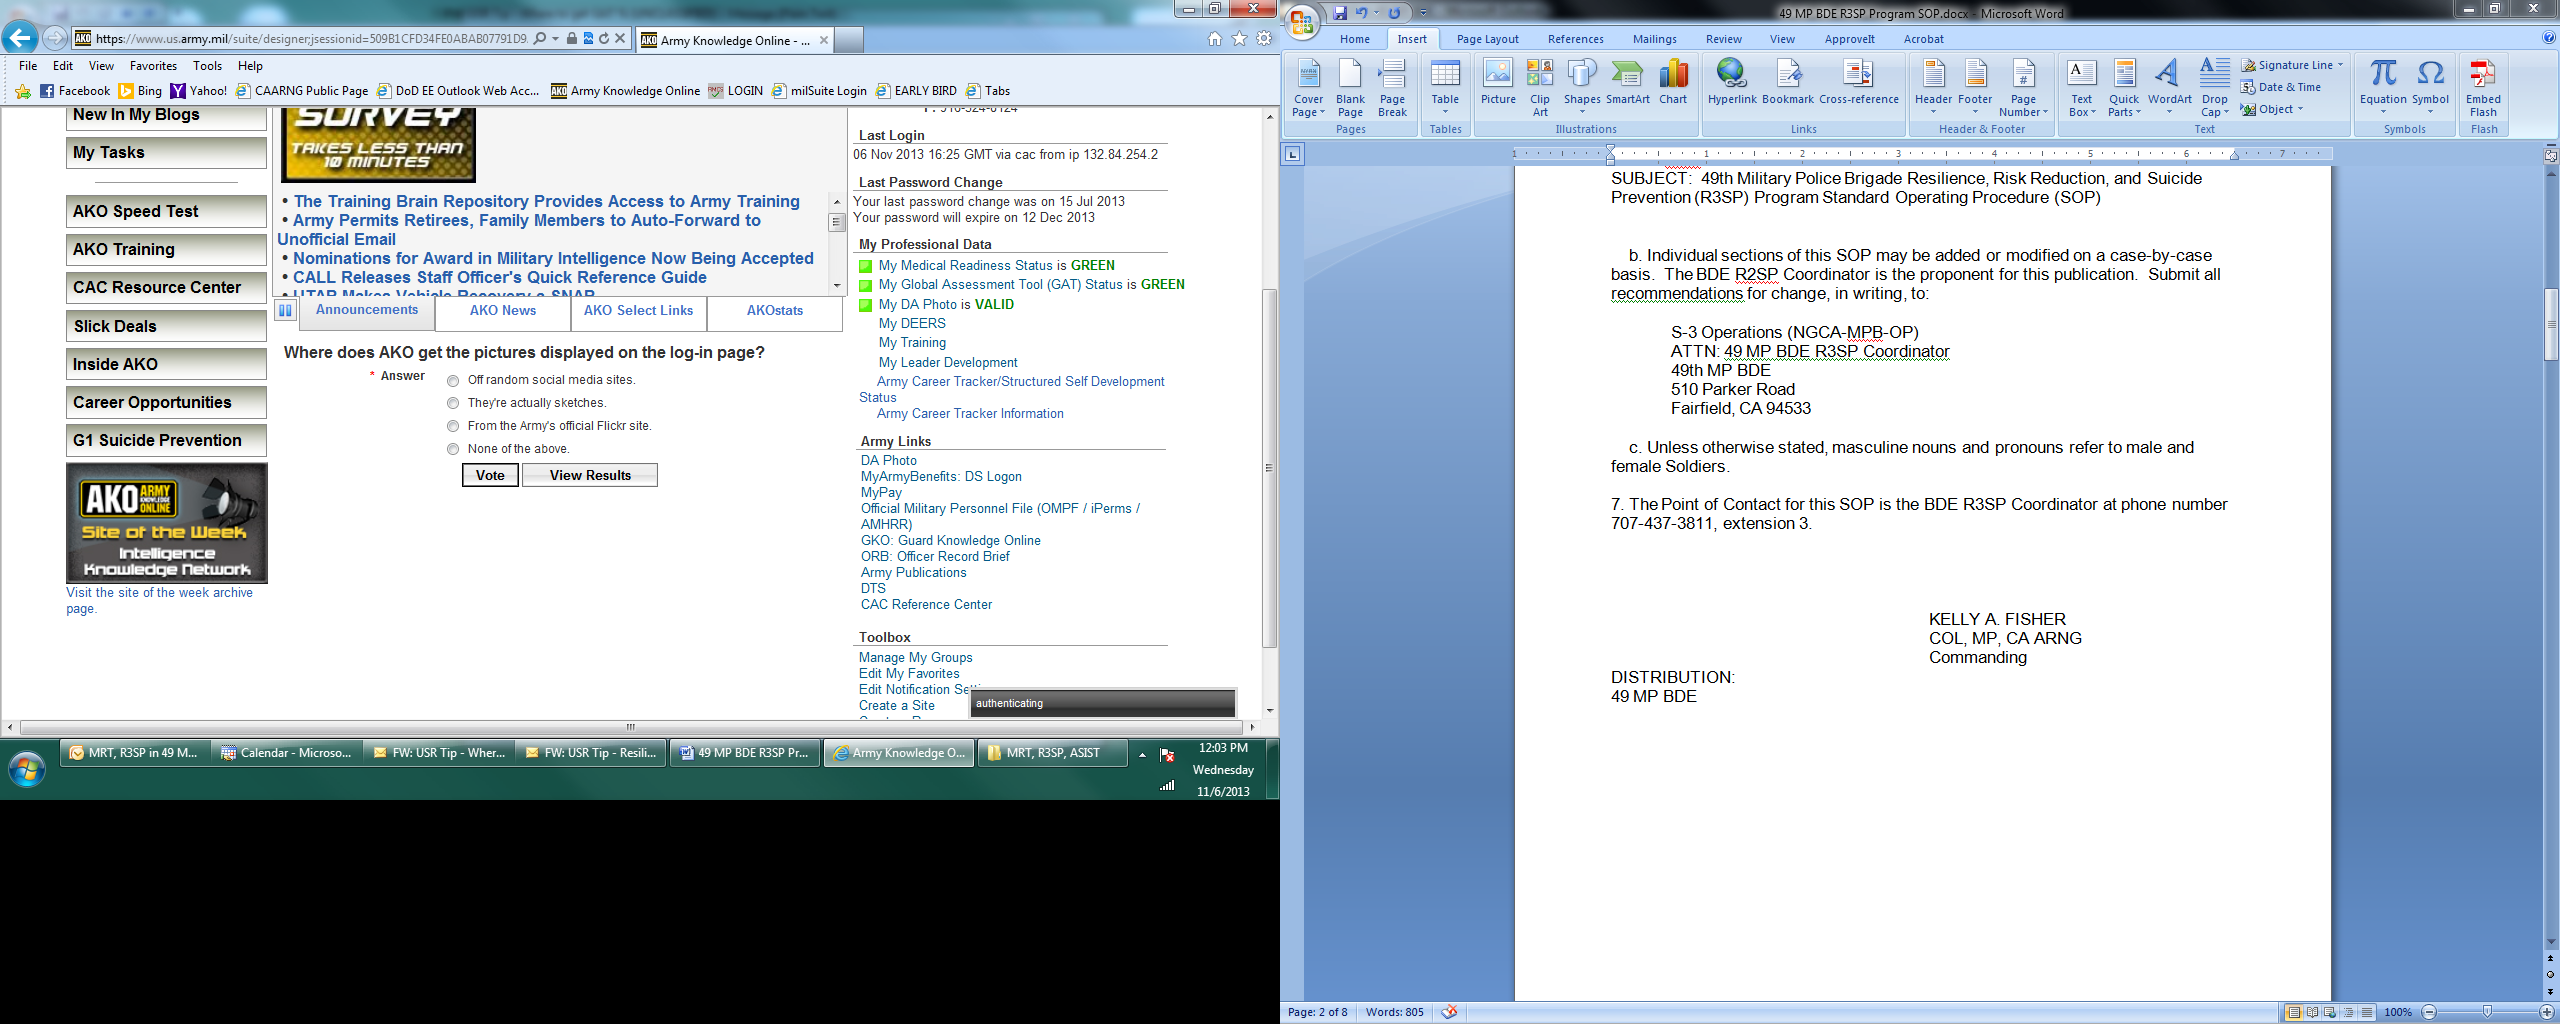 https://www.us.army.mil/suite/designer;jsessionid=509B1CFD34FE0ABAB07791D9.
Army Knowledge Online - ...
File Edit View Favorites Tools Help
Facebook Bing Yahoo! CAARNG Public Page DoD EE Outlook Web Acc... Army Knowledge Online LOGIN milSuite Login EARLY BIRD Tabs
New In My Blogs
My Tasks
AKO Speed Test
AKO Training
CAC Resource Center
Slick Deals
Inside AKO
Career Opportunities
G1 Suicide Prevention
AKO ARMY KNOWLEDGE ONLINE
Site of the Week
Intelligence
Knowledge Network
Visit the site of the week archive
page.
SURVEY
TAKES LESS THAN
10 MINUTES
• The Training Brain Repository Provides Access to Army Training
• Army Permits Retirees, Family Members to Auto-Forward to
Unofficial Email
• Nominations for Award in Military Intelligence Now Being Accepted
• CALL Releases Staff Officer's Quick Reference Guide
Announcements AKO News AKO Select Links AKOstats
Where does AKO get the pictures displayed on the log-in page?
* Answer
Off random social media sites.
They're actually sketches.
From the Army's official Flickr site.
None of the above.
Vote View Results
Last Login
06 Nov 2013 16:25 GMT via cac from ip 132.84.254.2
Last Password Change
Your last password change was on 15 Jul 2013
Your password will expire on 12 Dec 2013
My Professional Data
My Medical Readiness Status is GREEN
My Global Assessment Tool (GAT) Status is GREEN
My DA Photo is VALID
My DEERS
My Training
My Leader Development
Army Career Tracker/Structured Self Development
Status
Army Career Tracker Information
Army Links
DA Photo
MyArmyBenefits: DS Logon
MyPay
Official Military Personnel File (OMPF / iPerms /
AMHRR)
GKO: Guard Knowledge Online
ORB: Officer Record Brief
Army Publications
DTS
CAC Reference Center
Toolbox
Manage My Groups
Edit My Favorites
Edit Notification
Create a Site
authenticating
MRT, R3SP in 49 M... Calendar - Microso... FW: USR Tip - Wher... FW: USR Tip - Resili... 49 MP BDE R3SP Pr... Army Knowledge O... MRT, R3SP, ASIST
12:03 PM
Wednesday
11/6/2013
49 MP BDE R3SP Program SOP.docx - Microsoft Word
Home Insert Page Layout References Mailings Review View ApproveIt Acrobat
Cover Page Blank Page Page Break Table Picture Clip Art Shapes SmartArt Chart Hyperlink Bookmark Cross-reference Header Footer Page Number Text Box Quick Parts WordArt Drop Cap Signature Line Date & Time Object Equation Symbol Embed Flash
Pages Tables Illustrations Links Header & Footer Text Symbols Flash
1 1 2 3 4 5 6 7
SUBJECT: 49th Military Police Brigade Resilience, Risk Reduction, and Suicide
Prevention (R3SP) Program Standard Operating Procedure (SOP)
b. Individual sections of this SOP may be added or modified on a case-by-case
basis. The BDE R2SP Coordinator is the proponent for this publication. Submit all
recommendations for change, in writing, to:
S-3 Operations (NGCA-MPB-OP)
ATTN: 49 MP BDE R3SP Coordinator
49th MP BDE
510 Parker Road
Fairfield, CA 94533
c. Unless otherwise stated, masculine nouns and pronouns refer to male and
female Soldiers.
7. The Point of Contact for this SOP is the BDE R3SP Coordinator at phone number
707-437-3811, extension 3.
KELLY A. FISHER
COL, MP, CA ARNG
Commanding
DISTRIBUTION:
49 MP BDE
Page: 2 of 8 Words: 805 100%